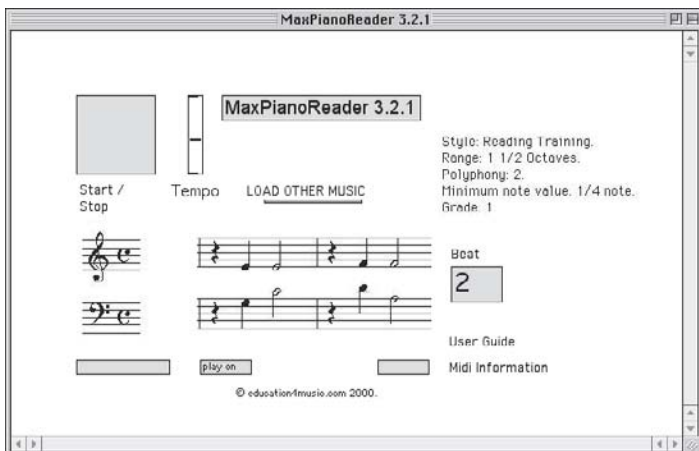 MaxPianoReader 3.2.1
MaxPianoReader 3.2.1
Style: Reading Training.
Range: 1 1/2 Octaves.
Polyphony: 2.
Minimum note value. 1/4 note.
Grade: 1
Start /
Stop
Tempo
LOAD OTHER MUSIC
Beat
2
User Guide
play on
Midi Information
© education4music.com 2000.